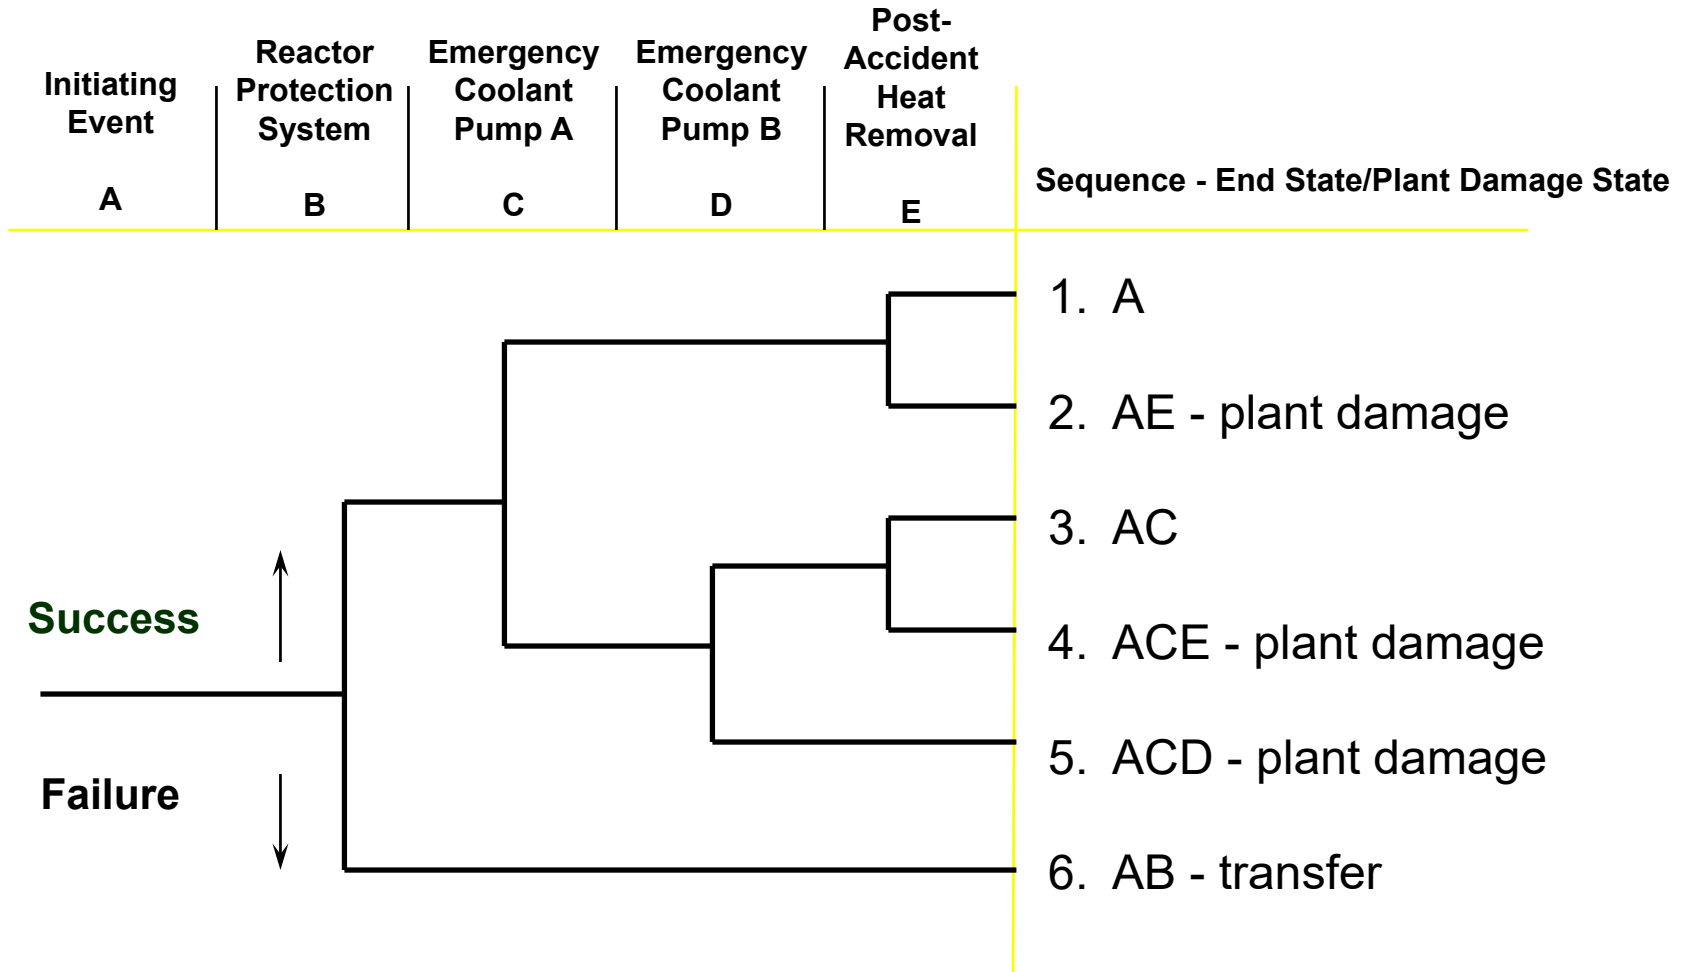 Initiating
Event
A
Reactor
Protection
System
B
Emergency
Coolant
Pump A
C
Emergency
Coolant
Pump B
D
Post-
Accident
Heat
Removal
E
Sequence - End State/Plant Damage State
1. A
2. AE - plant damage
3. AC
4. ACE - plant damage
5. ACD - plant damage
6. AB - transfer
Success
Failure